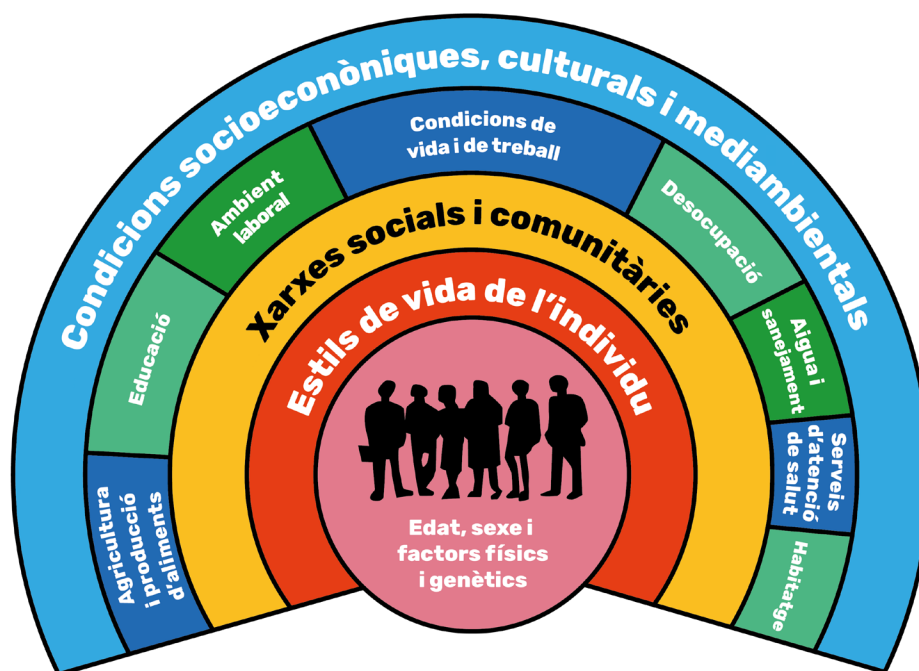 Condicions socioeconòniques, culturals i mediambientals
Condicions de
vida i de treball
Ambient
laboral
Desocupació
Educació
Aigua i
sanejament
Agricultura
i producció
d'aliments
Serveis
d'atenció
de salut
Habitatge
Xarxes socials i comunitàries
Estils de vida de l'individu
Edat, sexe i
factors físics
i genètics